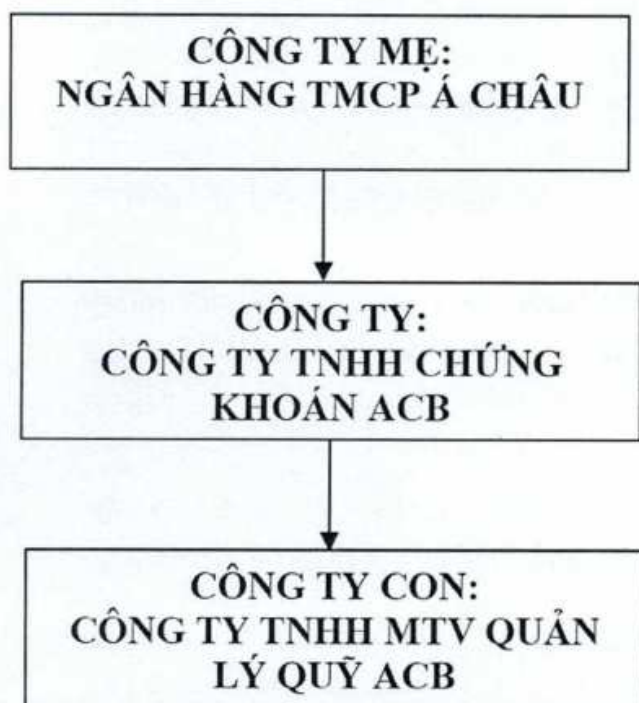 CÔNG TY MẸ:
NGÂN HÀNG TMCP Á CHÂU
CÔNG TY:
CÔNG TY TNHH CHỨNG
KHOÁN ACB
CÔNG TY CON:
CÔNG TY TNHH MTV QUẢN
LÝ QUỸ ACB